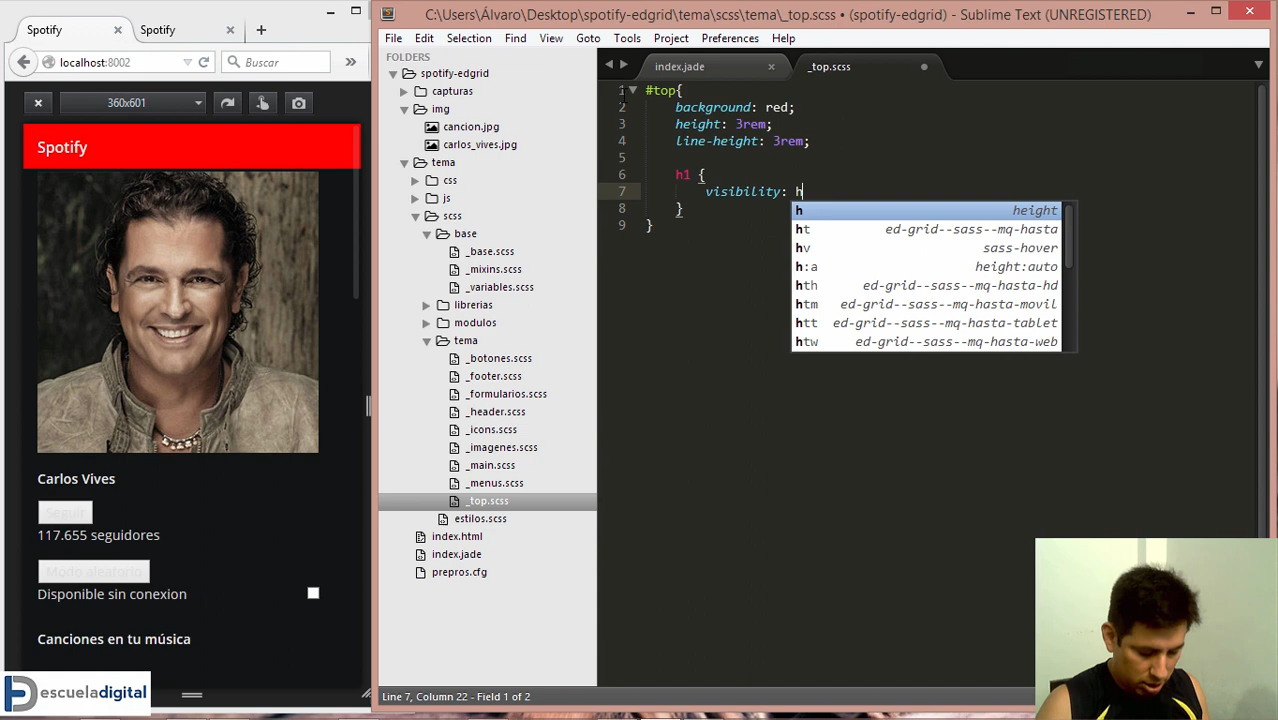 Spotify
Spotify
localhost:8002
Buscar
360x601
Spotify
Carlos Vives
Seguir
117.655 seguidores
Modo aleatorio
Disponible sin conexion
Canciones en tu música
escueladigital
C:\Users\Álvaro\Desktop\spotify-edgrid\tema\scss\tema\_top.scss • (spotify-edgrid) - Sublime Text (UNREGISTERED)
File Edit Selection Find View Goto Tools Project Preferences Help
FOLDERS
spotify-edgrid
capturas
img
cancion.jpg
carlos_vives.jpg
tema
css
js
scss
base
_base.scss
_mixins.scss
_variables.scss
librerias
modulos
tema
_botones.scss
_footer.scss
_formularios.scss
_header.scss
_icons.scss
_imagenes.scss
_main.scss
_menus.scss
_top.scss
estilos.scss
index.html
index.jade
prepros.cfg
index.jade
_top.scss
1 #top{
2 background: red;
3 height: 3rem;
4 line-height: 3rem;
5
6 h1 {
7 visibility: h
8 }
9 }
h height
ht ed-grid--sass--mq-hasta
hv sass-hover
h:a height:auto
hth ed-grid--sass--mq-hasta-hd
htm ed-grid--sass--mq-hasta-movil
htt ed-grid--sass--mq-hasta-tablet
htw ed-grid--sass--mq-hasta-web
Line 7, Column 22 - Field 1 of 2